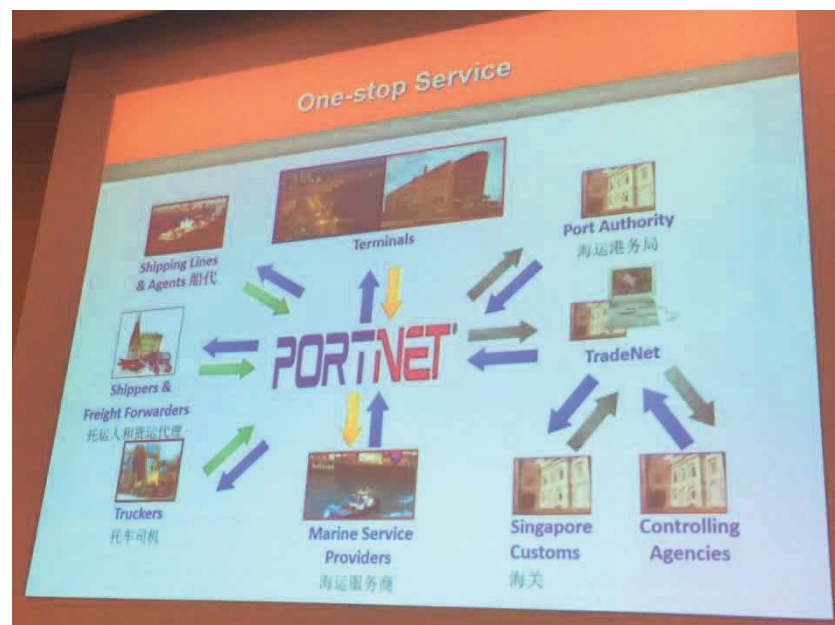 One-stop Service
Terminals
Shipping Lines
& Agents 船代
Port Authority
海运港务局
PORTNET
TradeNet
Shippers &
Freight Forwarders
托运人和货运代理
Truckers
托车司机
Marine Service
Providers
海运服务商
Singapore
Customs
海关
Controlling
Agencies